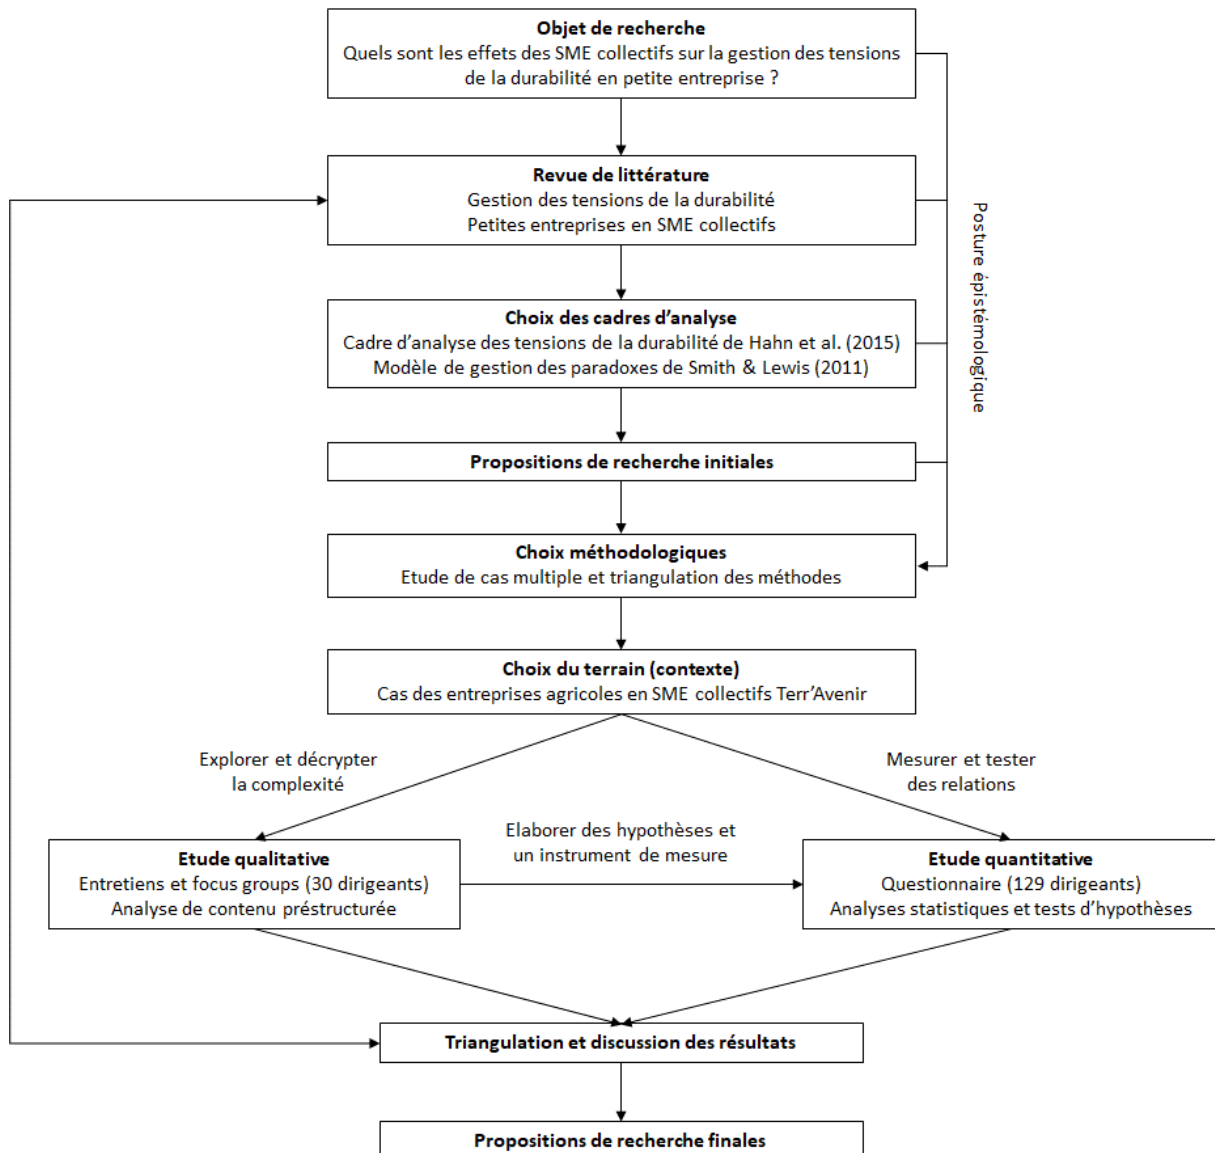 Objet de recherche
Quels sont les effets des SME collectifs sur la gestion des tensions
de la durabilité en petite entreprise ?
Revue de littérature
Gestion des tensions de la durabilité
Petites entreprises en SME collectifs
Posture épistémologique
Choix des cadres d'analyse
Cadre d'analyse des tensions de la durabilité de Hahn et al. (2015)
Modèle de gestion des paradoxes de Smith & Lewis (2011)
Propositions de recherche initiales
Choix méthodologiques
Etude de cas multiple et triangulation des méthodes
Choix du terrain (contexte)
Cas des entreprises agricoles en SME collectifs Terr'Avenir
Explorer et décrypter
la complexité
Mesurer et tester
des relations
Elaborer des hypothèses et
un instrument de mesure
Etude qualitative
Entretiens et focus groups (30 dirigeants)
Analyse de contenu préstructurée
Etude quantitative
Questionnaire (129 dirigeants)
Analyses statistiques et tests d'hypothèses
Triangulation et discussion des résultats
Propositions de recherche finales